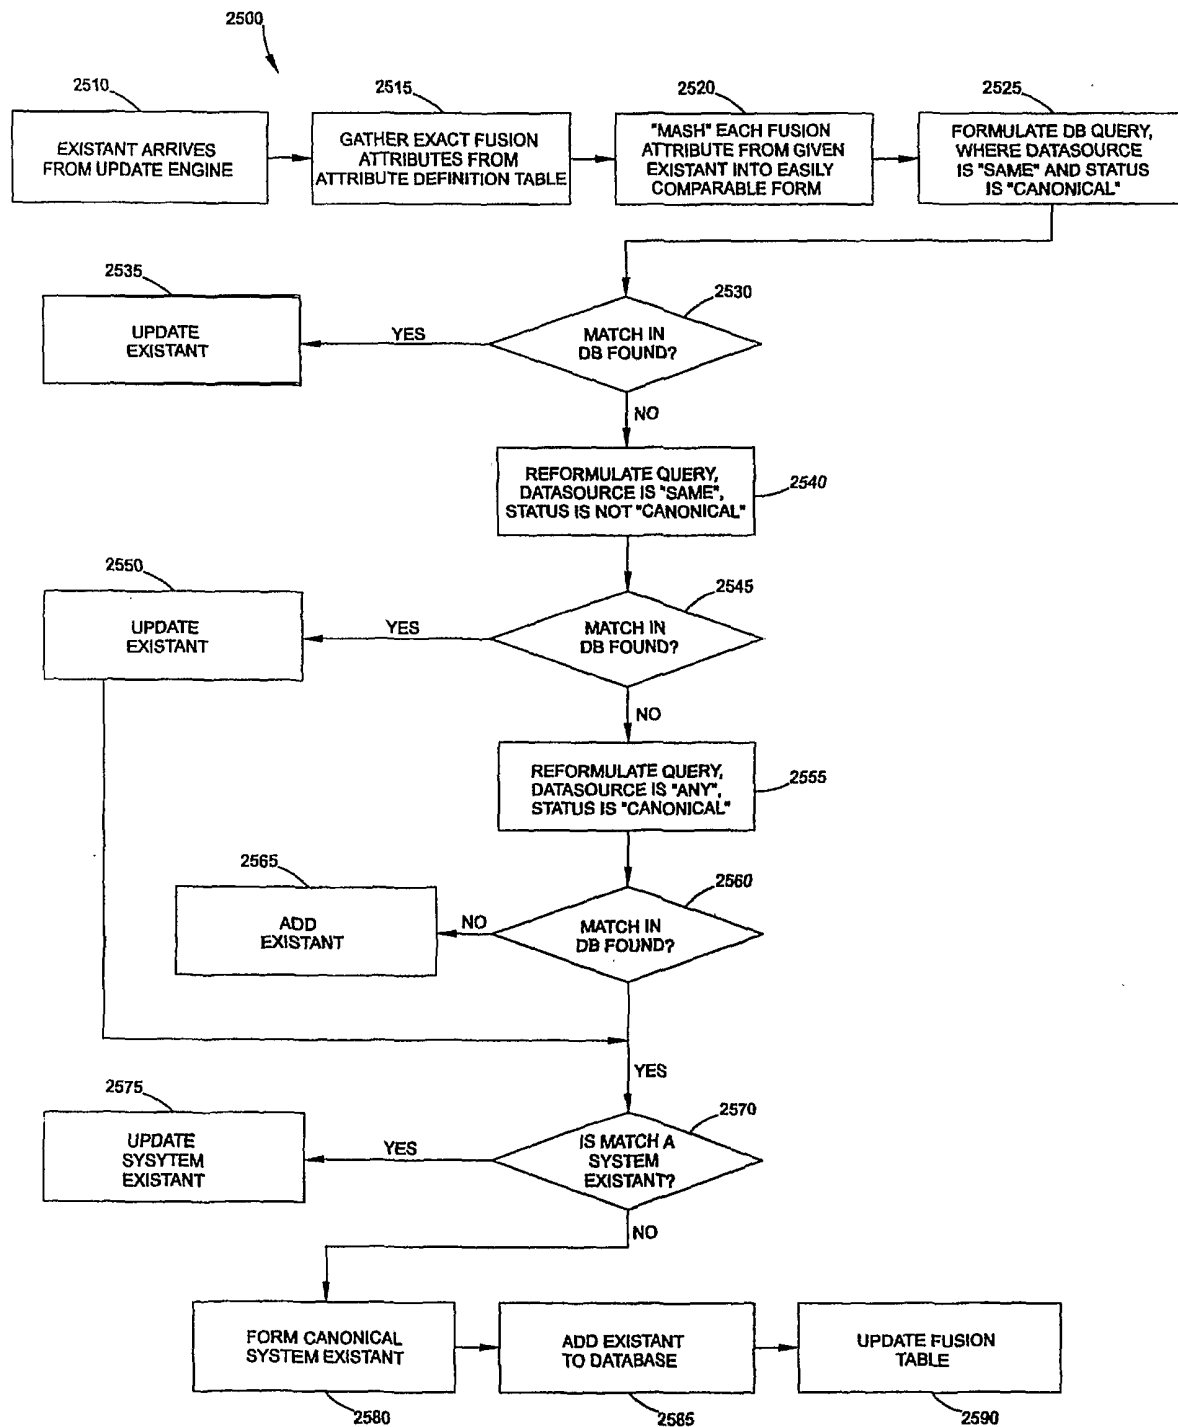 2500
2510
2515
2520
2525
EXISTANT ARRIVES
FROM UPDATE ENGINE
GATHER EXACT FUSION
ATTRIBUTES FROM
ATTRIBUTE DEFINITION TABLE
"MASH" EACH FUSION
ATTRIBUTE FROM GIVEN
EXISTANT INTO EASILY
COMPARABLE FORM
FORMULATE DB QUERY,
WHERE DATASOURCE
IS "SAME" AND STATUS
IS "CANONICAL"
2535
2530
UPDATE
EXISTANT
YES
MATCH IN
DB FOUND?
NO
REFORMULATE QUERY,
DATASOURCE IS "SAME",
STATUS IS NOT "CANONICAL"
2540
2550
2545
UPDATE
EXISTANT
YES
MATCH IN
DB FOUND?
NO
REFORMULATE QUERY,
DATASOURCE IS "ANY",
STATUS IS "CANONICAL"
2555
2565
2560
ADD
EXISTANT
NO
MATCH IN
DB FOUND?
YES
2575
2570
UPDATE
SYSYTEM
EXISTANT
YES
IS MATCH A
SYSTEM
EXISTANT?
NO
FORM CANONICAL
SYSTEM EXISTANT
ADD EXISTANT
TO DATABASE
UPDATE FUSION
TABLE
2580
2585
2590